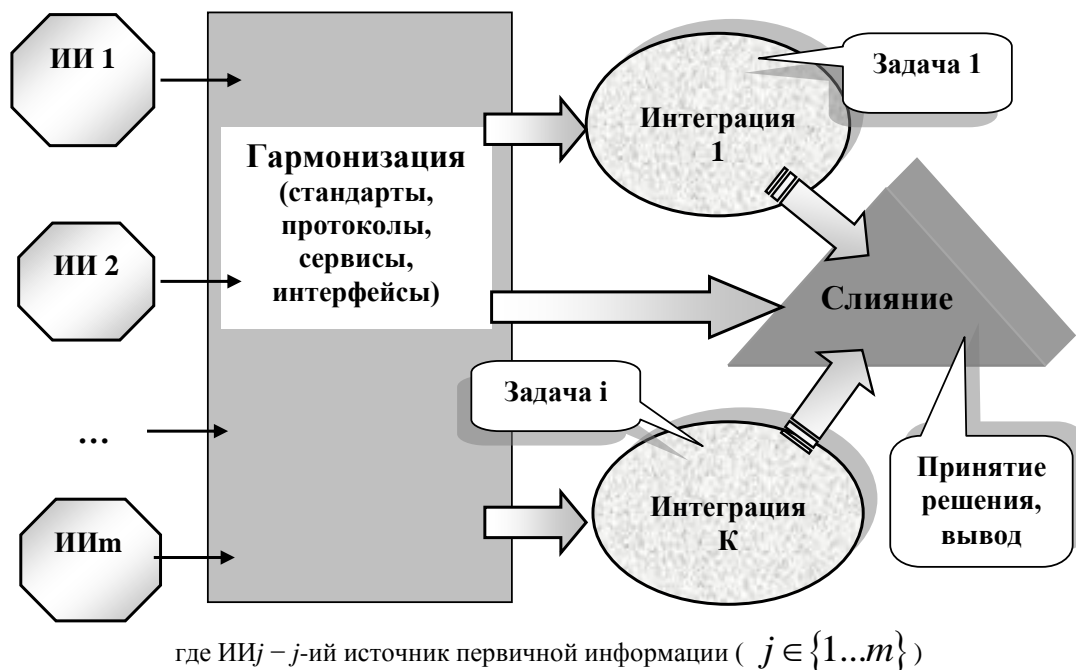 ИИ 1
ИИ 2
...
ИИm
Гармонизация
(стандарты,
протоколы,
сервисы,
интерфейсы)
Интеграция
1
Задача 1
Слияние
Задача i
Интеграция
К
Принятие
решения,
вывод
где ИИj – j-ий источник первичной информации ( j ∈ {1...m} )